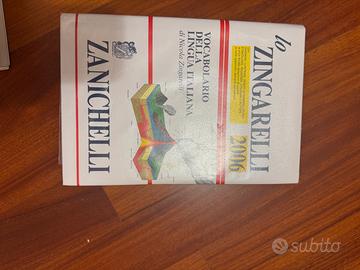 lo
ZINGARELLI
2006
VOCABOLARIO
DELLA
LINGUA ITALIANA
di Nicola Zingarelli
ZANICHELLI
subito